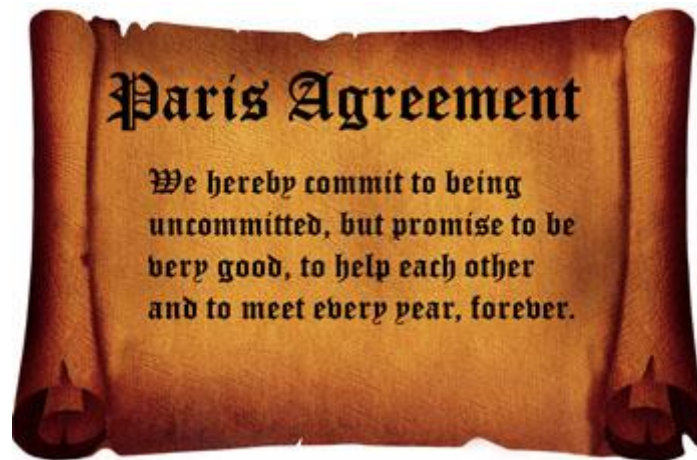 Paris Agreement
We hereby commit to being
uncommitted, but promise to be
very good, to help each other
and to meet every year, forever.